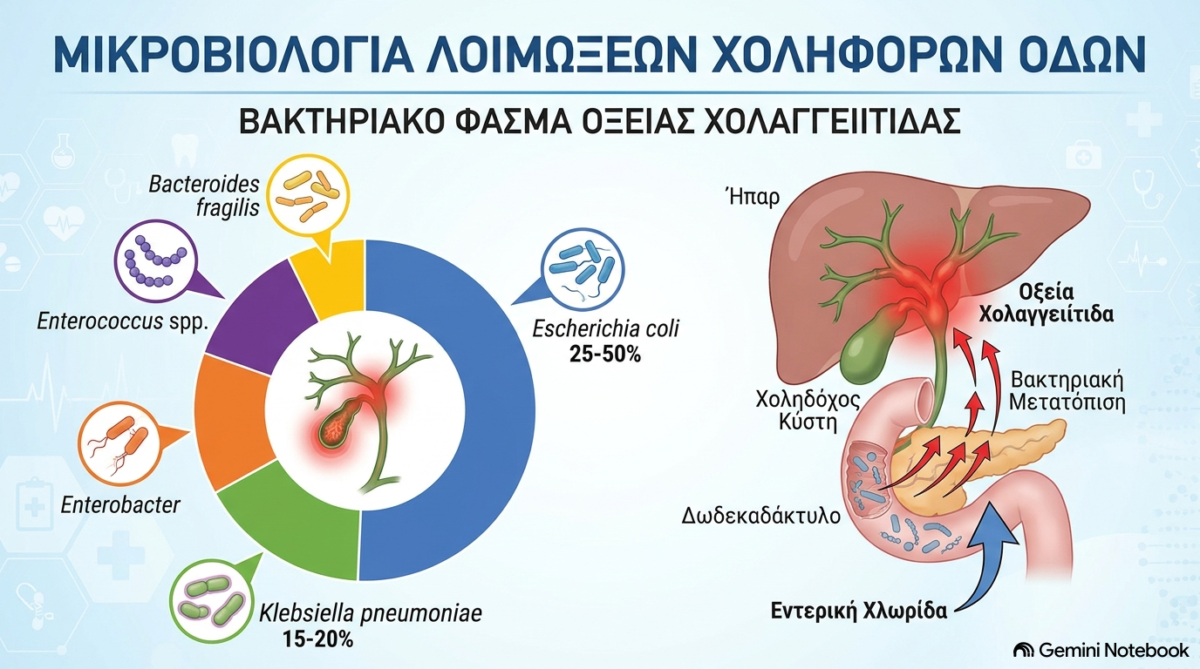 ΜΙΚΡΟΒΙΟΛΟΓΙΑ ΛΟΙΜΩΞΕΩΝ ΧΟΛΗΦΟΡΩΝ ΟΔΩΝ
ΒΑΚΤΗΡΙΑΚΟ ΦΑΣΜΑ ΟΞΕΙΑΣ ΧΟΛΑΓΓΕΙΙΤΙΔΑΣ
Bacteroides
fragilis
Enterococcus spp.
Escherichia coli
25-50%
Enterobacter
Klebsiella pneumoniae
15-20%
Ήπαρ
Οξεία
Χολαγγειίτιδα
Χοληδόχος
Κύστη
Βακτηριακή
Μετατόπιση
Δωδεκαδάκτυλο
Εντερική Χλωρίδα
Gemini Notebook